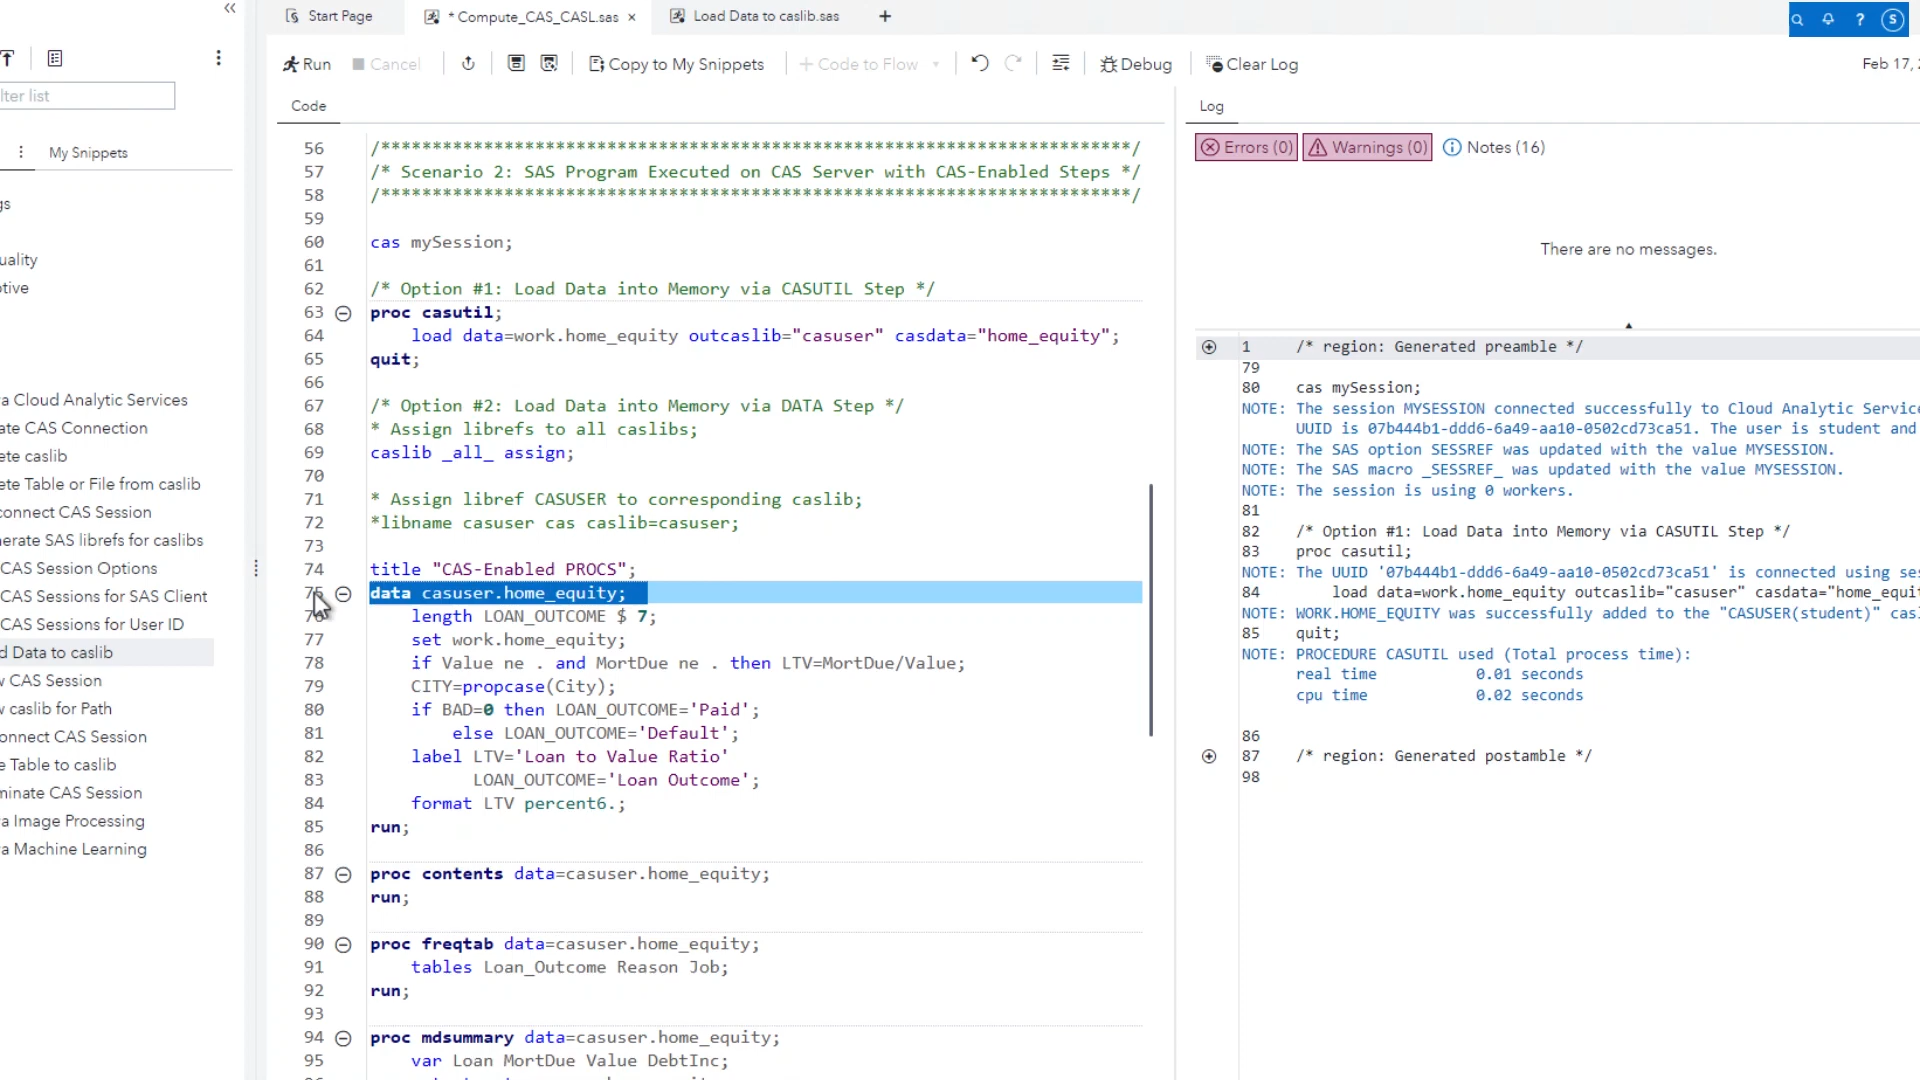 Start Page
* Compute_CAS_CASL.sas ×
Load Data to caslib.sas
+
?
S
Run
Cancel
Copy to My Snippets
+ Code to Flow
Debug
Clear Log
Feb 17, 2
lter list
My Snippets
gs
uality
otive
a Cloud Analytic Services
ate CAS Connection
ete caslib
ete Table or File from caslib
connect CAS Session
nerate SAS librefs for caslibs
CAS Session Options
CAS Sessions for SAS Client
CAS Sessions for User ID
d Data to caslib
v CAS Session
v caslib for Path
onnect CAS Session
e Table to caslib
minate CAS Session
a Image Processing
a Machine Learning
Code
56 /**************************************************************************/
57 /* Scenario 2: SAS Program Executed on CAS Server with CAS-Enabled Steps */
58 /**************************************************************************/
59
60 cas mySession;
61
62 /* Option #1: Load Data into Memory via CASUTIL Step */
63 proc casutil;
64 load data=work.home_equity outcaslib="casuser" casdata="home_equity";
65 quit;
66
67 /* Option #2: Load Data into Memory via DATA Step */
68 * Assign librefs to all caslibs;
69 caslib _all_ assign;
70
71 * Assign libref CASUSER to corresponding caslib;
72 *libname casuser cas caslib=casuser;
73
74 title "CAS-Enabled PROCS";
75 data casuser.home_equity;
76 length LOAN_OUTCOME $ 7;
77 set work.home_equity;
78 if Value ne . and MortDue ne . then LTV=MortDue/Value;
79 CITY=propcase(City);
80 if BAD=0 then LOAN_OUTCOME='Paid';
81 else LOAN_OUTCOME='Default';
82 label LTV='Loan to Value Ratio'
83 LOAN_OUTCOME='Loan Outcome';
84 format LTV percent6.;
85 run;
86
87 proc contents data=casuser.home_equity;
88 run;
89
90 proc freqtab data=casuser.home_equity;
91 tables Loan_Outcome Reason Job;
92 run;
93
94 proc mdsummary data=casuser.home_equity;
95 var Loan MortDue Value DebtInc;
Log
Errors (0)
Warnings (0)
Notes (16)
There are no messages.
1 /* region: Generated preamble */
79
80 cas mySession;
NOTE: The session MYSESSION connected successfully to Cloud Analytic Service
UUID is 07b444b1-ddd6-6a49-aa10-0502cd73ca51. The user is student and
NOTE: The SAS option SESSREF was updated with the value MYSESSION.
NOTE: The SAS macro _SESSREF_ was updated with the value MYSESSION.
NOTE: The session is using 0 workers.
81
82 /* Option #1: Load Data into Memory via CASUTIL Step */
83 proc casutil;
NOTE: The UUID '07b444b1-ddd6-6a49-aa10-0502cd73ca51' is connected using ses
84 load data=work.home_equity outcaslib="casuser" casdata="home_equit
NOTE: WORK.HOME_EQUITY was successfully added to the "CASUSER(student)" casl
85 quit;
NOTE: PROCEDURE CASUTIL used (Total process time):
real time 0.01 seconds
cpu time 0.02 seconds
86
87 /* region: Generated postamble */
98